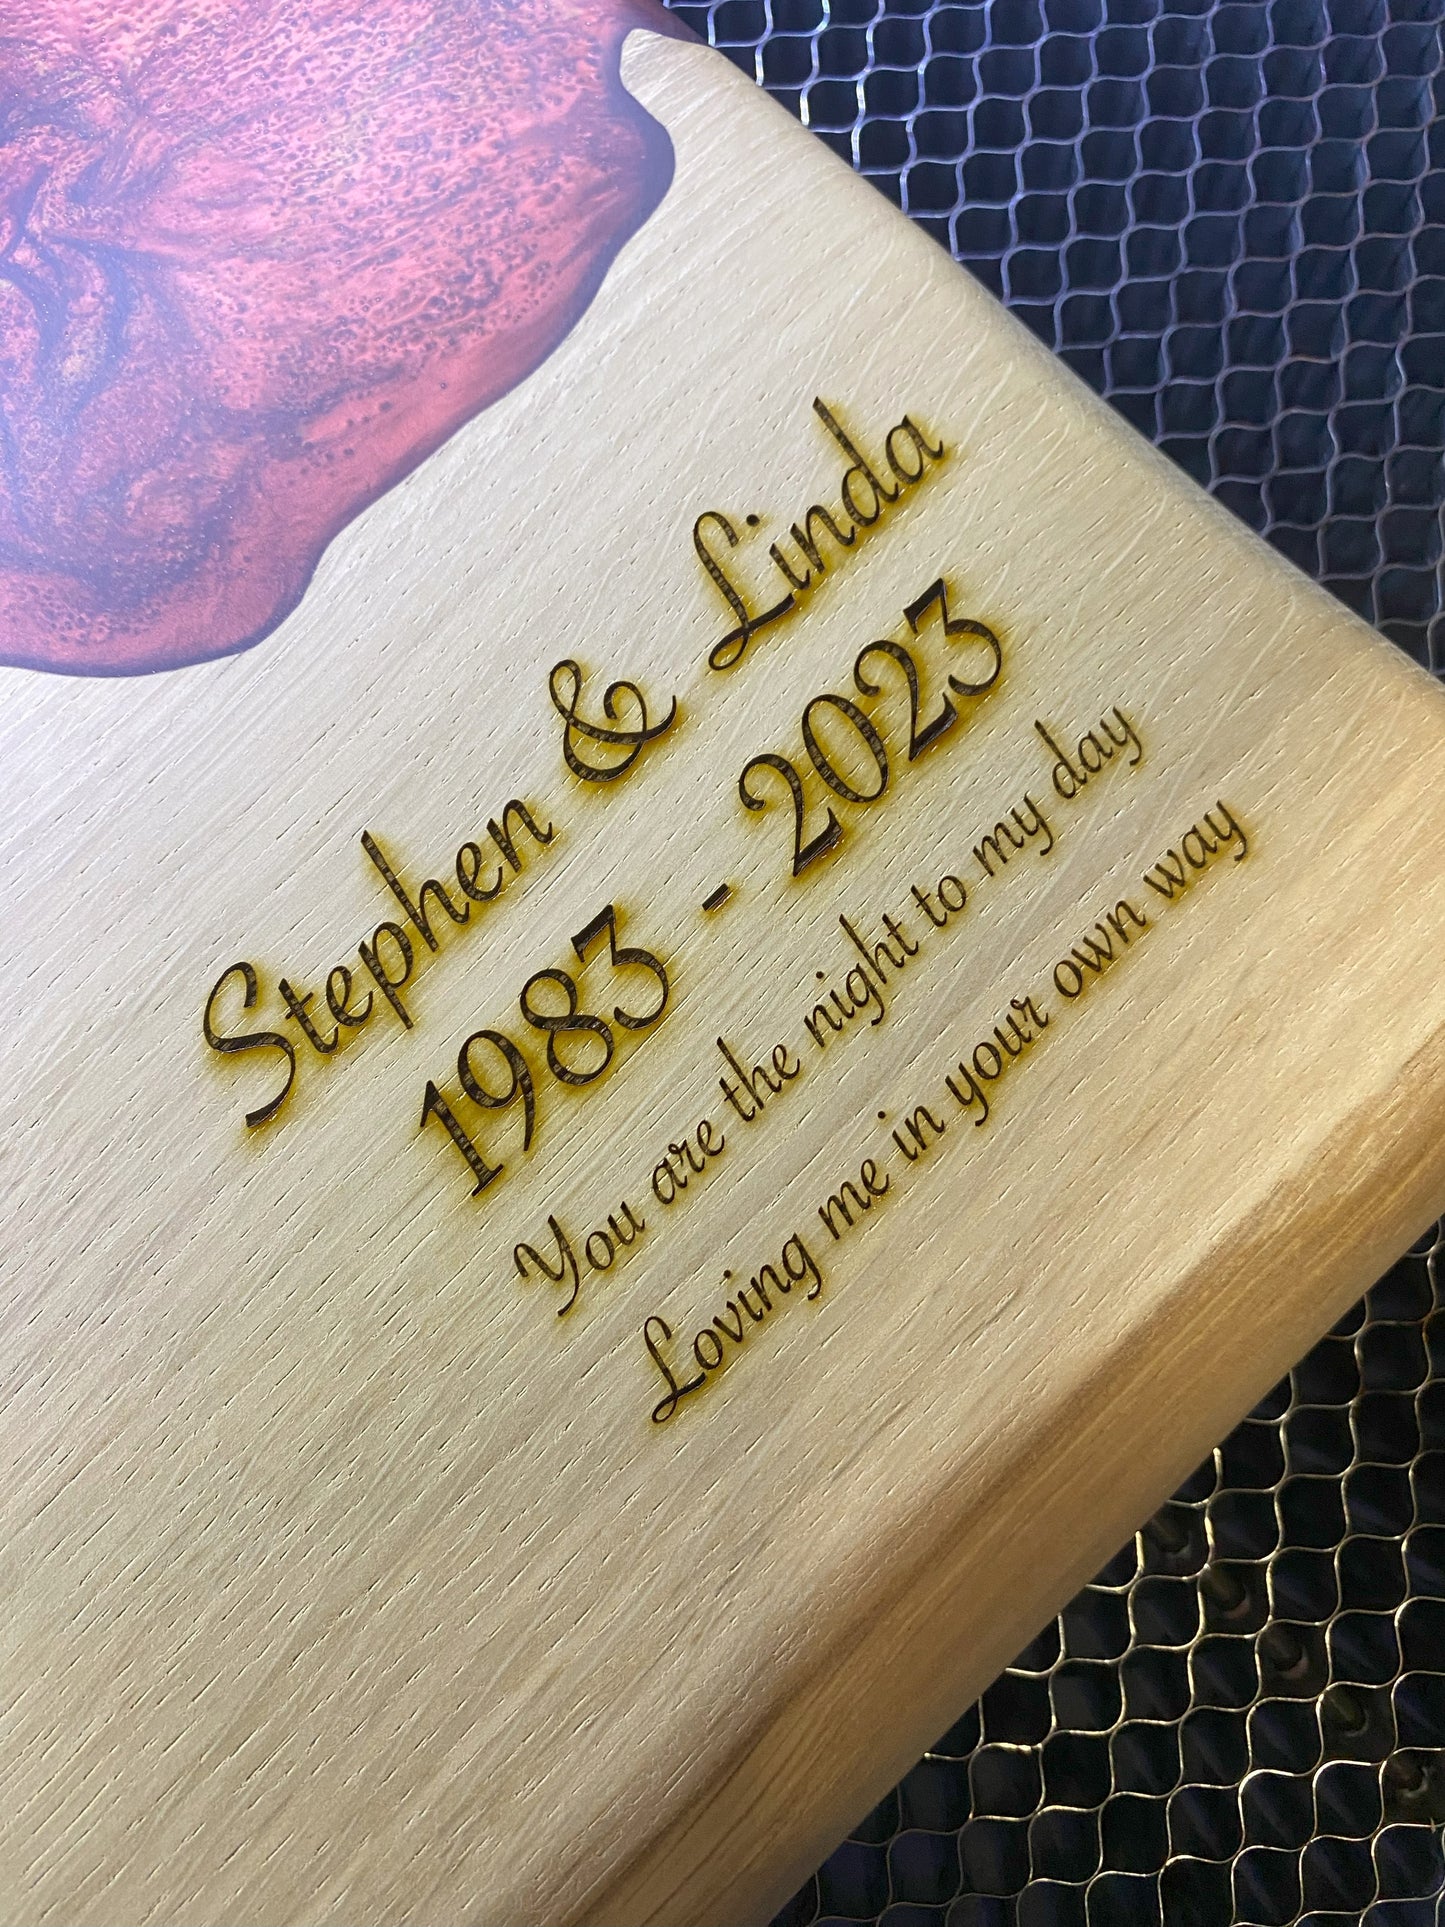 Stephen & Linda
1983 - 2023
You are the night to my day
Loving me in your own way